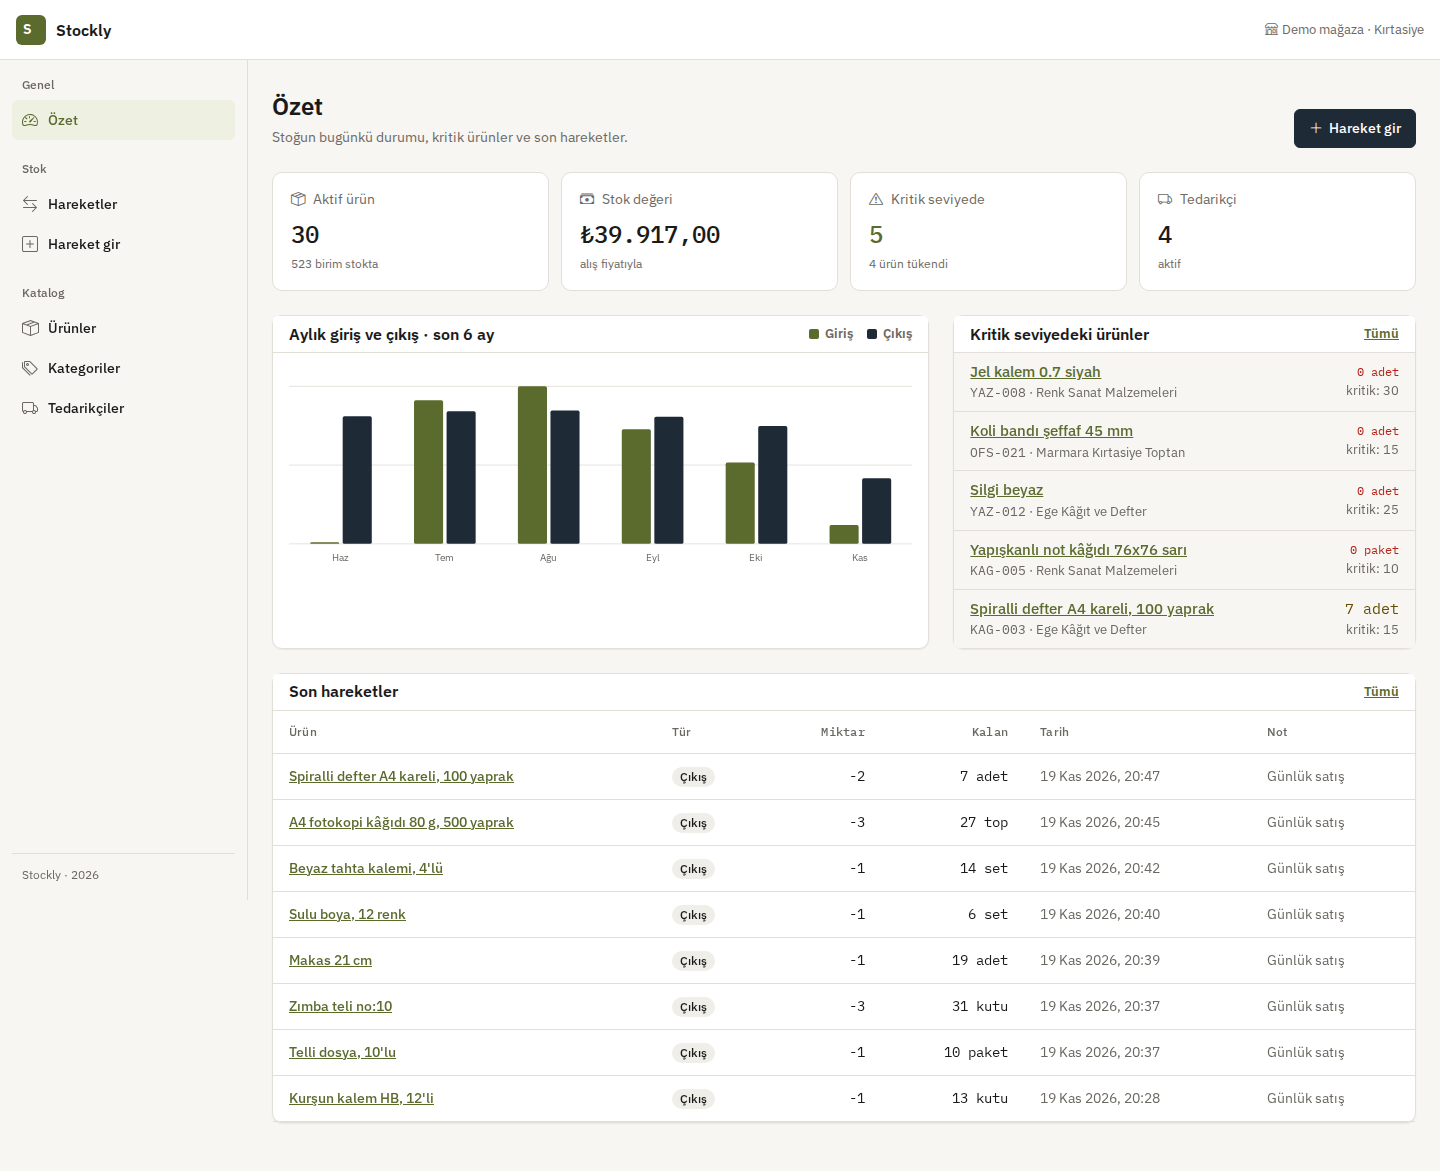 S Stockly
Demo mağaza · Kırtasiye
Genel
Özet
Stok
Hareketler
Hareket gir
Katalog
Ürünler
Kategoriler
Tedarikçiler
Stockly · 2026
Özet
Stoğun bugünkü durumu, kritik ürünler ve son hareketler.
Hareket gir
Aktif ürün
30
523 birim stokta
Stok değeri
₺39.917,00
alış fiyatıyla
Kritik seviyede
5
4 ürün tükendi
Tedarikçi
4
aktif
Aylık giriş ve çıkış · son 6 ay
Giriş Çıkış
Haz Tem Ağu Eyl Eki Kas
Kritik seviyedeki ürünler Tümü
Jel kalem 0.7 siyah 0 adet
YAZ-008 · Renk Sanat Malzemeleri kritik: 30
Koli bandı şeffaf 45 mm 0 adet
OFS-021 · Marmara Kırtasiye Toptan kritik: 15
Silgi beyaz 0 adet
YAZ-012 · Ege Kâğıt ve Defter kritik: 25
Yapışkanlı not kâğıdı 76x76 sarı 0 paket
KAG-005 · Renk Sanat Malzemeleri kritik: 10
Spiralli defter A4 kareli, 100 yaprak 7 adet
KAG-003 · Ege Kâğıt ve Defter kritik: 15
Son hareketler Tümü
Ürün Tür Miktar Kalan Tarih Not
Spiralli defter A4 kareli, 100 yaprak Çıkış -2 7 adet 19 Kas 2026, 20:47 Günlük satış
A4 fotokopi kâğıdı 80 g, 500 yaprak Çıkış -3 27 top 19 Kas 2026, 20:45 Günlük satış
Beyaz tahta kalemi, 4'lü Çıkış -1 14 set 19 Kas 2026, 20:42 Günlük satış
Sulu boya, 12 renk Çıkış -1 6 set 19 Kas 2026, 20:40 Günlük satış
Makas 21 cm Çıkış -1 19 adet 19 Kas 2026, 20:39 Günlük satış
Zımba teli no:10 Çıkış -3 31 kutu 19 Kas 2026, 20:37 Günlük satış
Telli dosya, 10'lu Çıkış -1 10 paket 19 Kas 2026, 20:37 Günlük satış
Kurşun kalem HB, 12'li Çıkış -1 13 kutu 19 Kas 2026, 20:28 Günlük satış